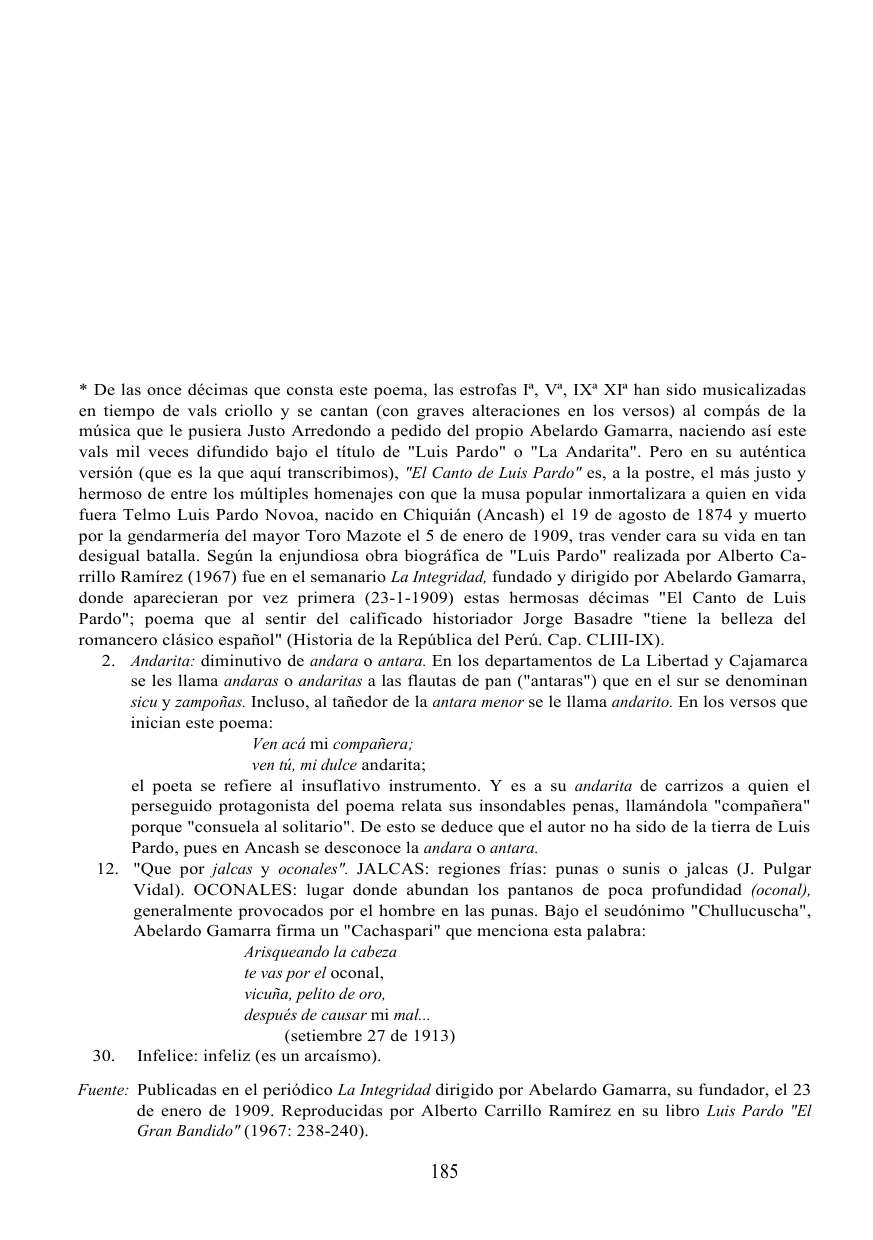 * De las once décimas que consta este poema, las estrofas Iª, Vª, IXª XIª han sido musicalizadas
en tiempo de vals criollo y se cantan (con graves alteraciones en los versos) al compás de la
música que le pusiera Justo Arredondo a pedido del propio Abelardo Gamarra, naciendo así este
vals mil veces difundido bajo el título de "Luis Pardo" o "La Andarita". Pero en su auténtica
versión (que es la que aquí transcribimos), "El Canto de Luis Pardo" es, a la postre, el más justo y
hermoso de entre los múltiples homenajes con que la musa popular inmortalizara a quien en vida
fuera Telmo Luis Pardo Novoa, nacido en Chiquián (Ancash) el 19 de agosto de 1874 y muerto
por la gendarmería del mayor Toro Mazote el 5 de enero de 1909, tras vender cara su vida en tan
desigual batalla. Según la enjundiosa obra biográfica de "Luis Pardo" realizada por Alberto Ca-
rrillo Ramírez (1967) fue en el semanario La Integridad, fundado y dirigido por Abelardo Gamarra,
donde aparecieran por vez primera (23-1-1909) estas hermosas décimas "El Canto de Luis
Pardo"; poema que al sentir del calificado historiador Jorge Basadre "tiene la belleza del
romancero clásico español" (Historia de la República del Perú. Cap. CLIII-IX).
2. Andarita: diminutivo de andara o antara. En los departamentos de La Libertad y Cajamarca
se les llama andaras o andaritas a las flautas de pan ("antaras") que en el sur se denominan
sicu y zampoñas. Incluso, al tañedor de la antara menor se le llama andarito. En los versos que
inician este poema:
Ven acá mi compañera;
ven tú, mi dulce andarita;
el poeta se refiere al insuflativo instrumento. Y es a su andarita de carrizos a quien el
perseguido protagonista del poema relata sus insondables penas, llamándola "compañera"
porque "consuela al solitario". De esto se deduce que el autor no ha sido de la tierra de Luis
Pardo, pues en Ancash se desconoce la andara o antara.
12. "Que por jalcas y oconales". JALCAS: regiones frías: punas o sunis o jalcas (J. Pulgar
Vidal). OCONALES: lugar donde abundan los pantanos de poca profundidad (oconal),
generalmente provocados por el hombre en las punas. Bajo el seudónimo "Chullucuscha",
Abelardo Gamarra firma un "Cachaspari" que menciona esta palabra:
Arisqueando la cabeza
te vas por el oconal,
vicuña, pelito de oro,
después de causar mi mal...
(setiembre 27 de 1913)
30. Infelice: infeliz (es un arcaísmo).
Fuente: Publicadas en el periódico La Integridad dirigido por Abelardo Gamarra, su fundador, el 23
de enero de 1909. Reproducidas por Alberto Carrillo Ramírez en su libro Luis Pardo "El
Gran Bandido" (1967: 238-240).
185